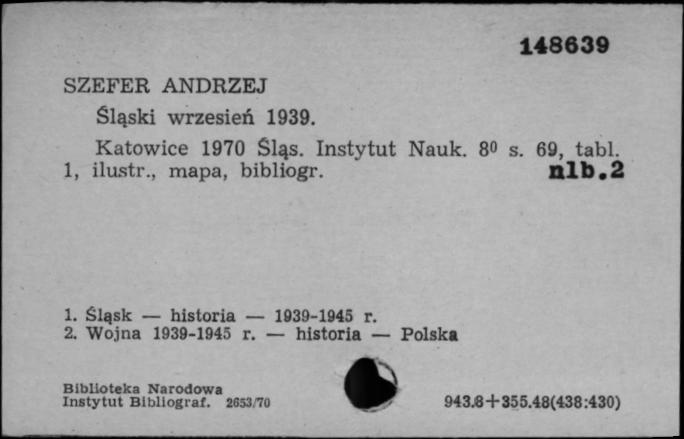 148639
SZEFER ANDRZEJ
Śląski wrzesień 1939.
Katowice 1970 Śląs. Instytut Nauk. 8⁰ s. 69, tabl.
1, ilustr., mapa, bibliogr. nlb.2
1. Śląsk — historia — 1939-1945 r.
2. Wojna 1939-1945 r. — historia — Polska
Biblioteka Narodowa
Instytut Bibliograf. 2653/70 943.8+355.48(438:430)